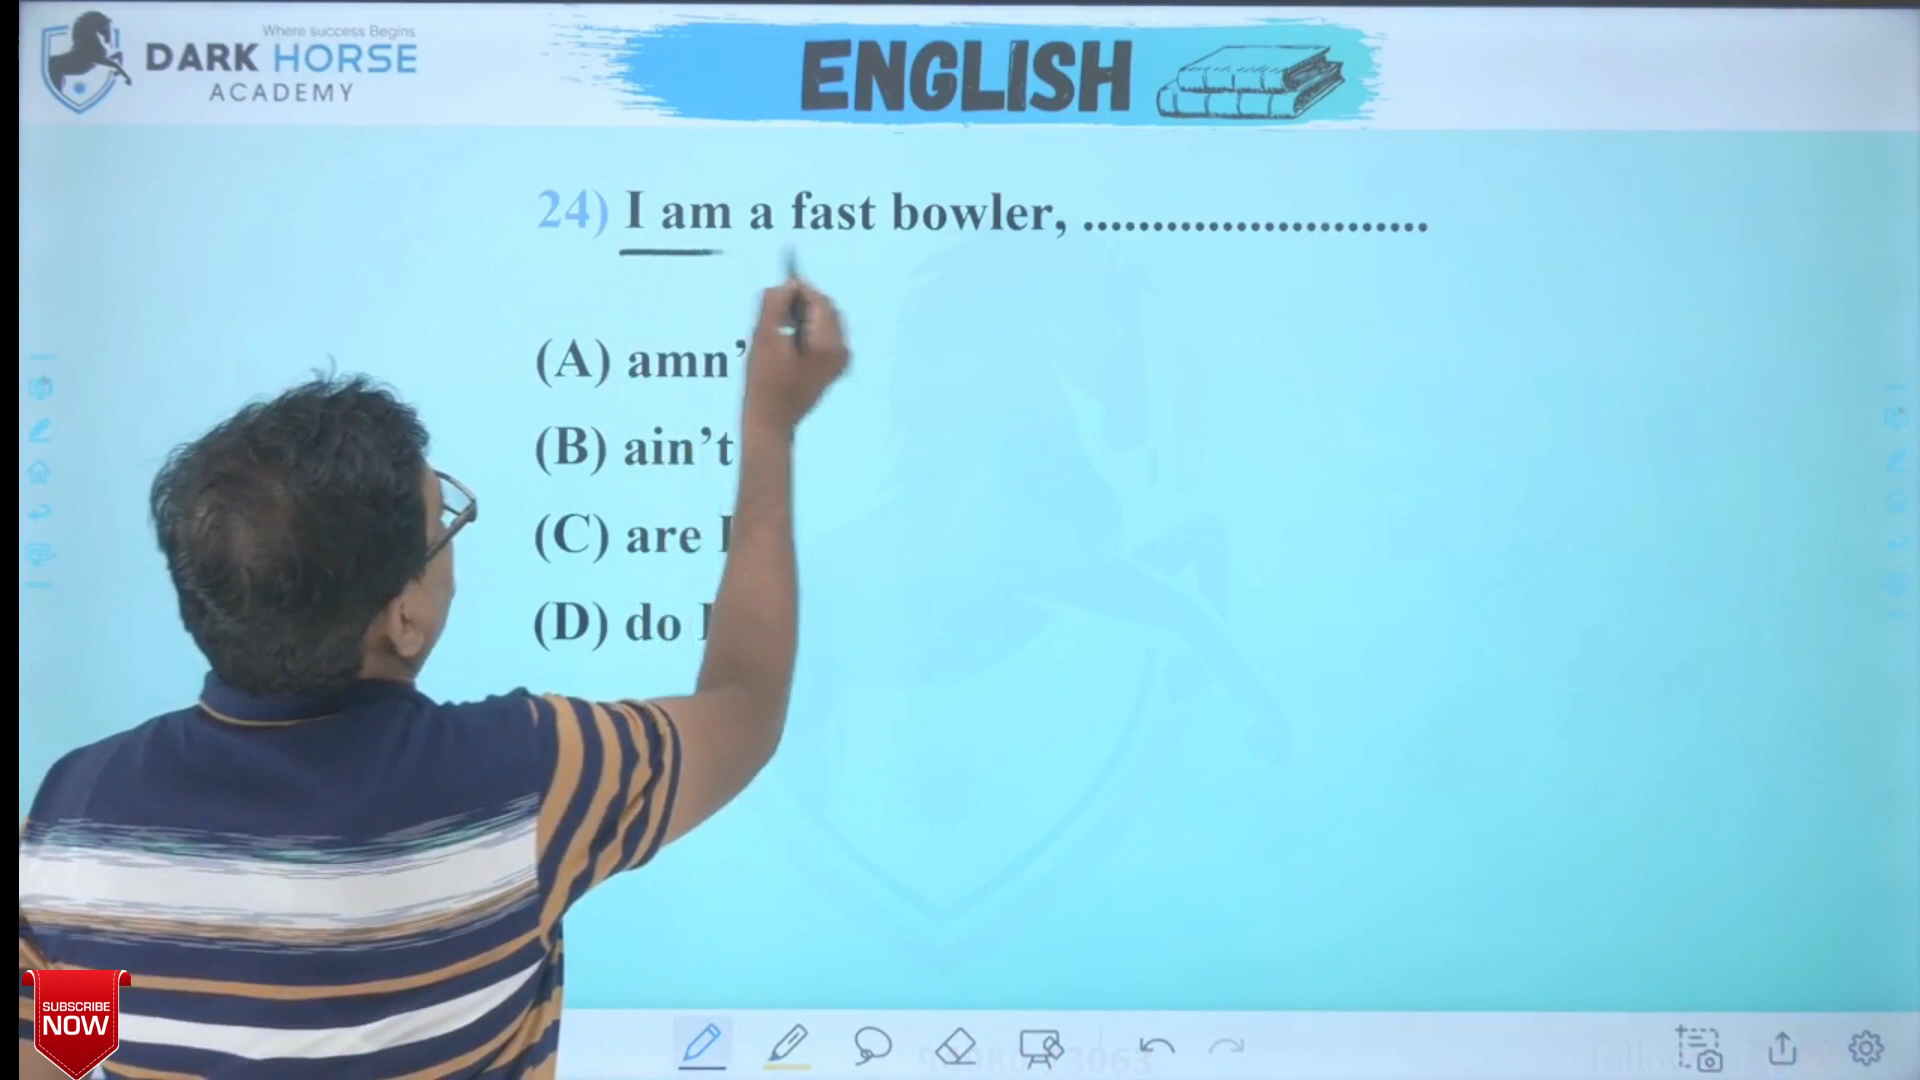 Where success Begins
DARK HORSE
ACADEMY
ENGLISH
24) I am a fast bowler, .........................
(A) amn’
(B) ain’t
(C) are I
(D) do I
SUBSCRIBE
NOW